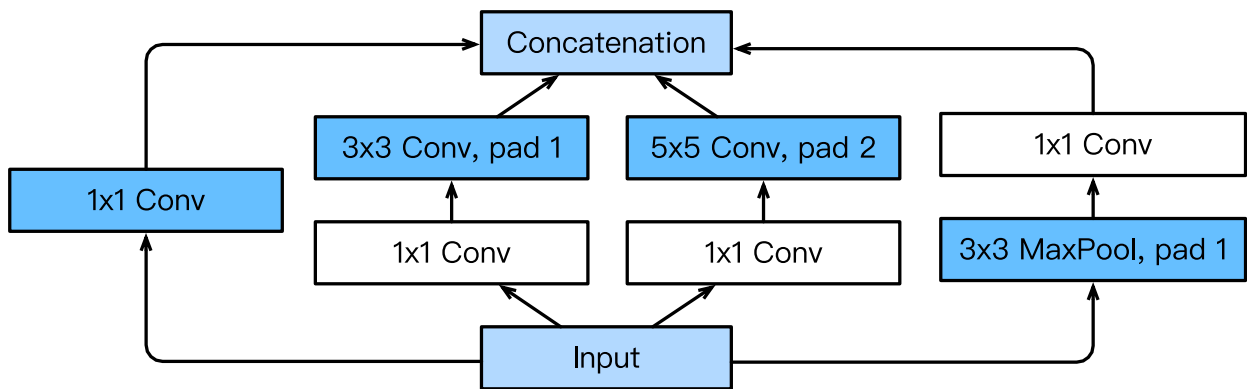 Concatenation
3x3 Conv, pad 1
5x5 Conv, pad 2
1x1 Conv
1x1 Conv
1x1 Conv
1x1 Conv
3x3 MaxPool, pad 1
Input